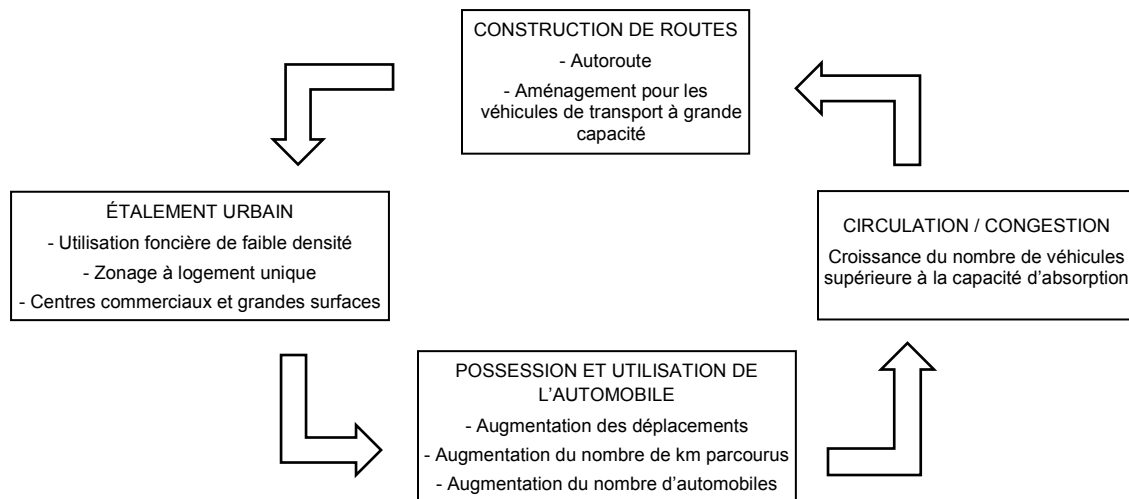 CONSTRUCTION DE ROUTES
- Autoroute
- Aménagement pour les
véhicules de transport à grande
capacité
ÉTALEMENT URBAIN
- Utilisation foncière de faible densité
- Zonage à logement unique
- Centres commerciaux et grandes surfaces
CIRCULATION / CONGESTION
Croissance du nombre de véhicules
supérieure à la capacité d’absorption
POSSESSION ET UTILISATION DE
L’AUTOMOBILE
- Augmentation des déplacements
- Augmentation du nombre de km parcourus
- Augmentation du nombre d’automobiles